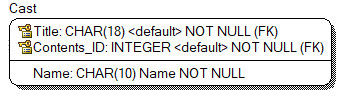 Cast
Title: CHAR(18) <default> NOT NULL (FK)
Contents_ID: INTEGER <default> NOT NULL (FK)
Name: CHAR(10) Name NOT NULL